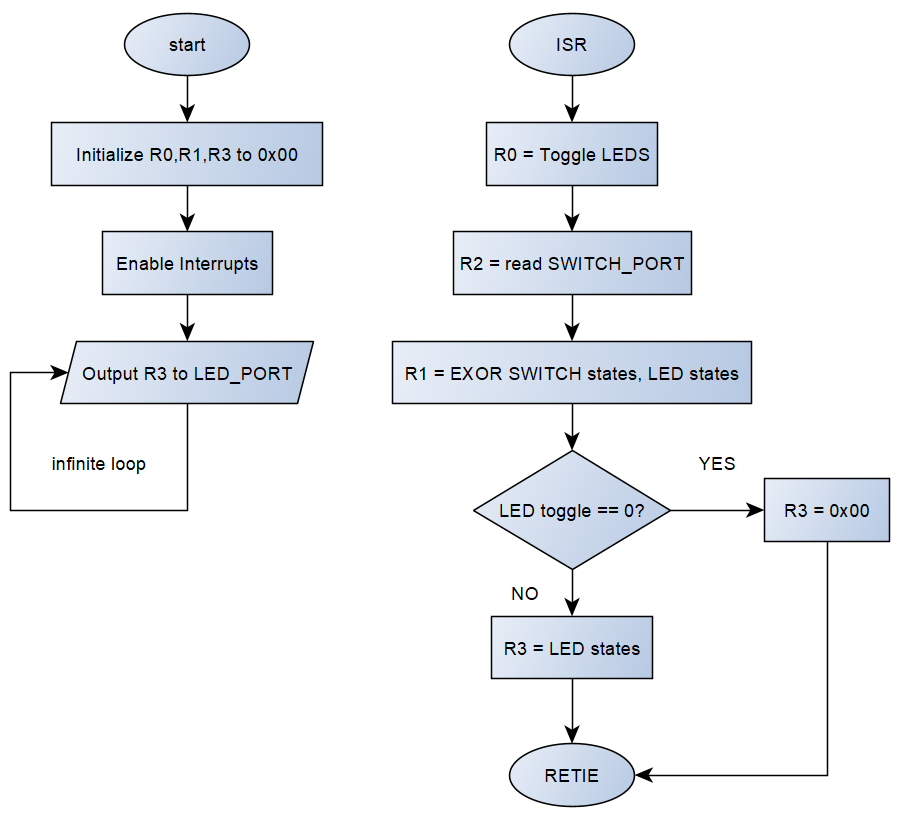 start
Initialize R0,R1,R3 to 0x00
Enable Interrupts
Output R3 to LED_PORT
infinite loop
ISR
R0 = Toggle LEDS
R2 = read SWITCH_PORT
R1 = EXOR SWITCH states, LED states
LED toggle == 0?
YES
R3 = 0x00
NO
R3 = LED states
RETIE